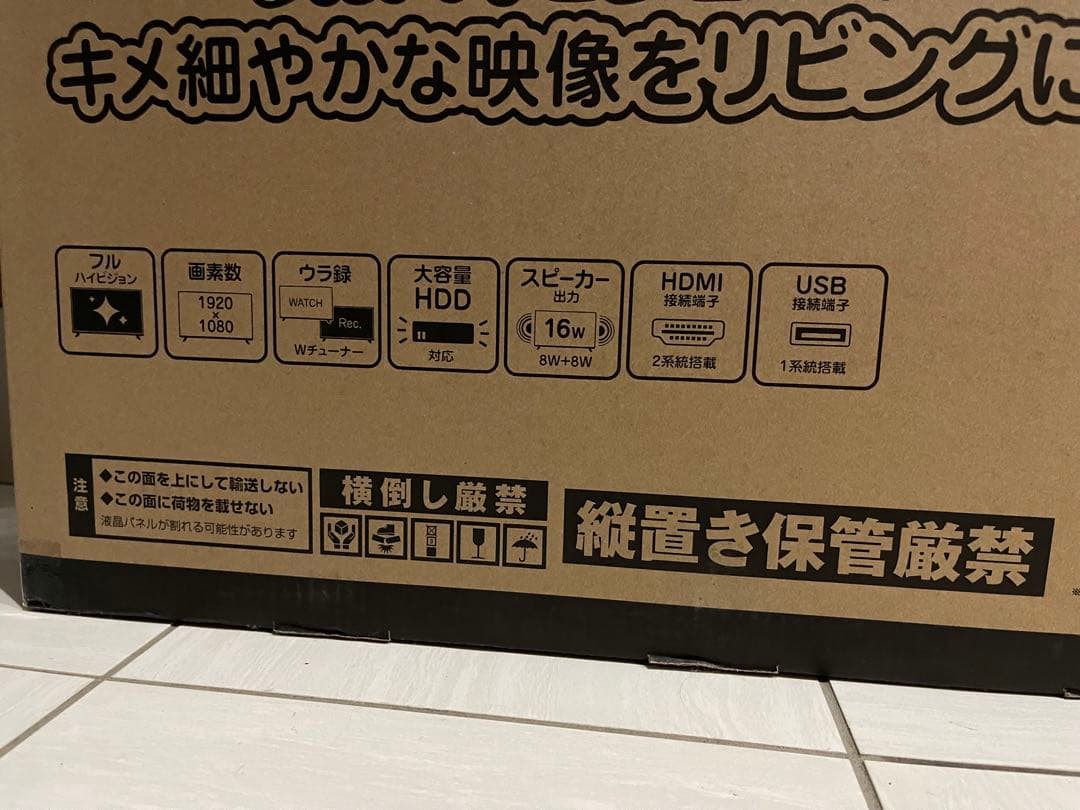 キメ細やかな映像をリビングに
フル
ハイビジョン
画素数
1920
×
1080
ウラ録
WATCH
Rec.
Wチューナー
大容量
HDD
対応
スピーカー
出力
16W
8W+8W
HDMI
接続端子
2系統搭載
USB
接続端子
1系統搭載
注意
◆この面を上にして輸送しない
◆この面に荷物を載せない
液晶パネルが割れる可能性があります
横倒し厳禁
縦置き保管厳禁
※